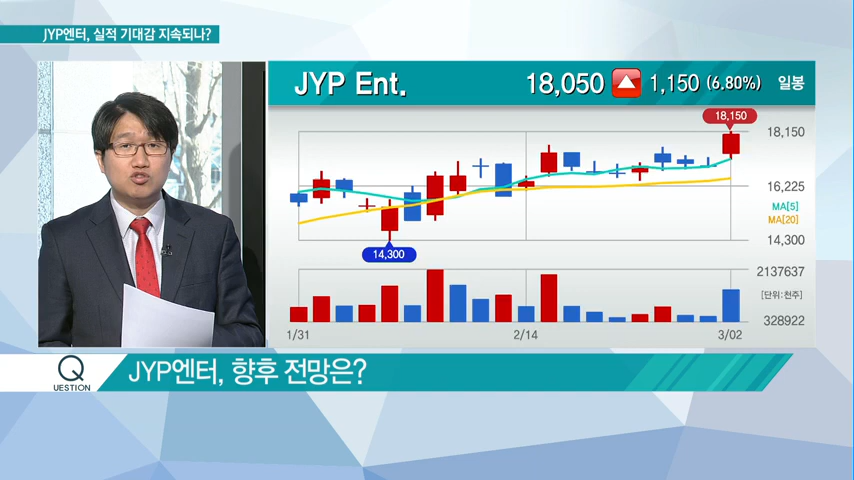 JYP엔터, 실적 기대감 지속되나?
JYP Ent. 18,050 1,150 (6.80%) 일봉
18,150
18,150
16,225
MA[5]
MA[20]
14,300
14,300
2137637
[단위:천주]
328922
1/31 2/14 3/02
Q
UESTION
JYP엔터, 향후 전망은?